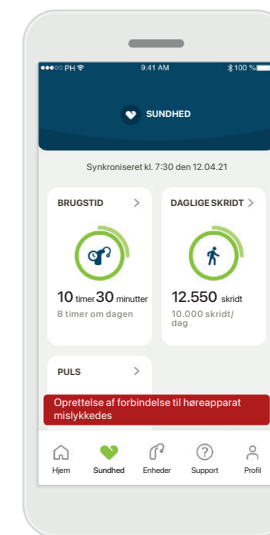 ●●●○○ PH 9:41 AM 100 %
SUNDHED
Synkroniseret kl. 7:30 den 12.04.21
BRUGSTID > DAGLIGE SKRIDT >
10 timer 30 minutter 12.550 skridt
8 timer om dagen 10.000 skridt/
dag
PULS >
Oprettelse af forbindelse til høreapparat
mislykkedes
Hjem Sundhed Enheder Support Profil